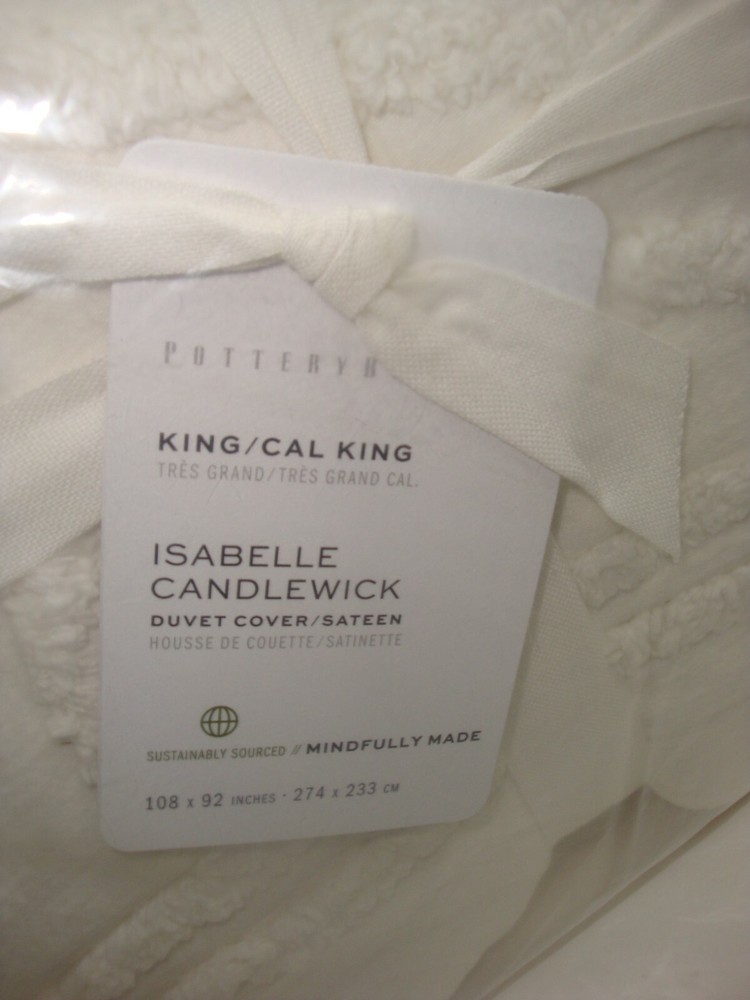 POTTERY B
KING/CAL KING
TRÈS GRAND/TRÈS GRAND CAL.
ISABELLE
CANDLEWICK
DUVET COVER/SATEEN
HOUSSE DE COUETTE/SATINETTE
SUSTAINABLY SOURCED // MINDFULLY MADE
108 x 92 INCHES - 274 x 233 CM